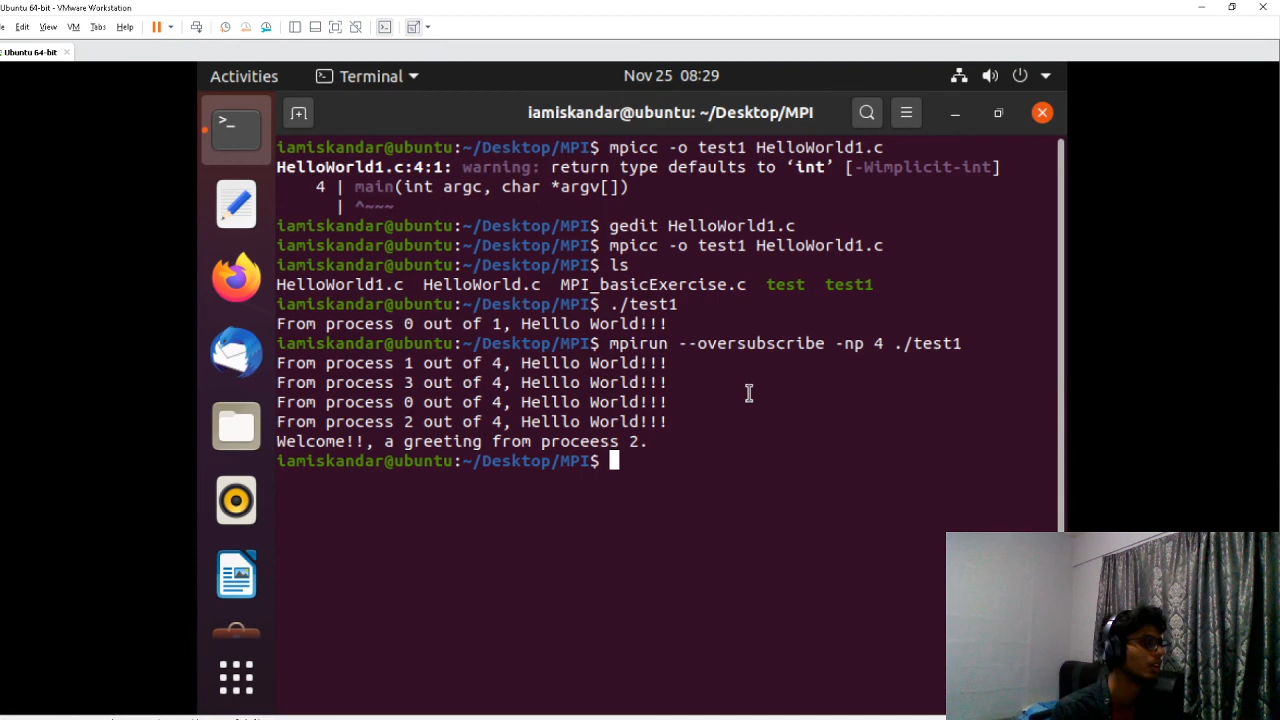 Ubuntu 64-bit - VMware Workstation
Edit View VM Tabs Help
Ubuntu 64-bit
Activities Terminal Nov 25 08:29
iamiskandar@ubuntu: ~/Desktop/MPI
iamiskandar@ubuntu:~/Desktop/MPI$ mpicc -o test1 HelloWorld1.c
HelloWorld1.c:4:1: warning: return type defaults to ‘int’ [-Wimplicit-int]
4 | main(int argc, char *argv[])
| ^~~~
iamiskandar@ubuntu:~/Desktop/MPI$ gedit HelloWorld1.c
iamiskandar@ubuntu:~/Desktop/MPI$ mpicc -o test1 HelloWorld1.c
iamiskandar@ubuntu:~/Desktop/MPI$ ls
HelloWorld1.c HelloWorld.c MPI_basicExercise.c test test1
iamiskandar@ubuntu:~/Desktop/MPI$ ./test1
From process 0 out of 1, Helllo World!!!
iamiskandar@ubuntu:~/Desktop/MPI$ mpirun --oversubscribe -np 4 ./test1
From process 1 out of 4, Helllo World!!!
From process 3 out of 4, Helllo World!!!
From process 0 out of 4, Helllo World!!!
From process 2 out of 4, Helllo World!!!
Welcome!!, a greeting from proceess 2.
iamiskandar@ubuntu:~/Desktop/MPI$